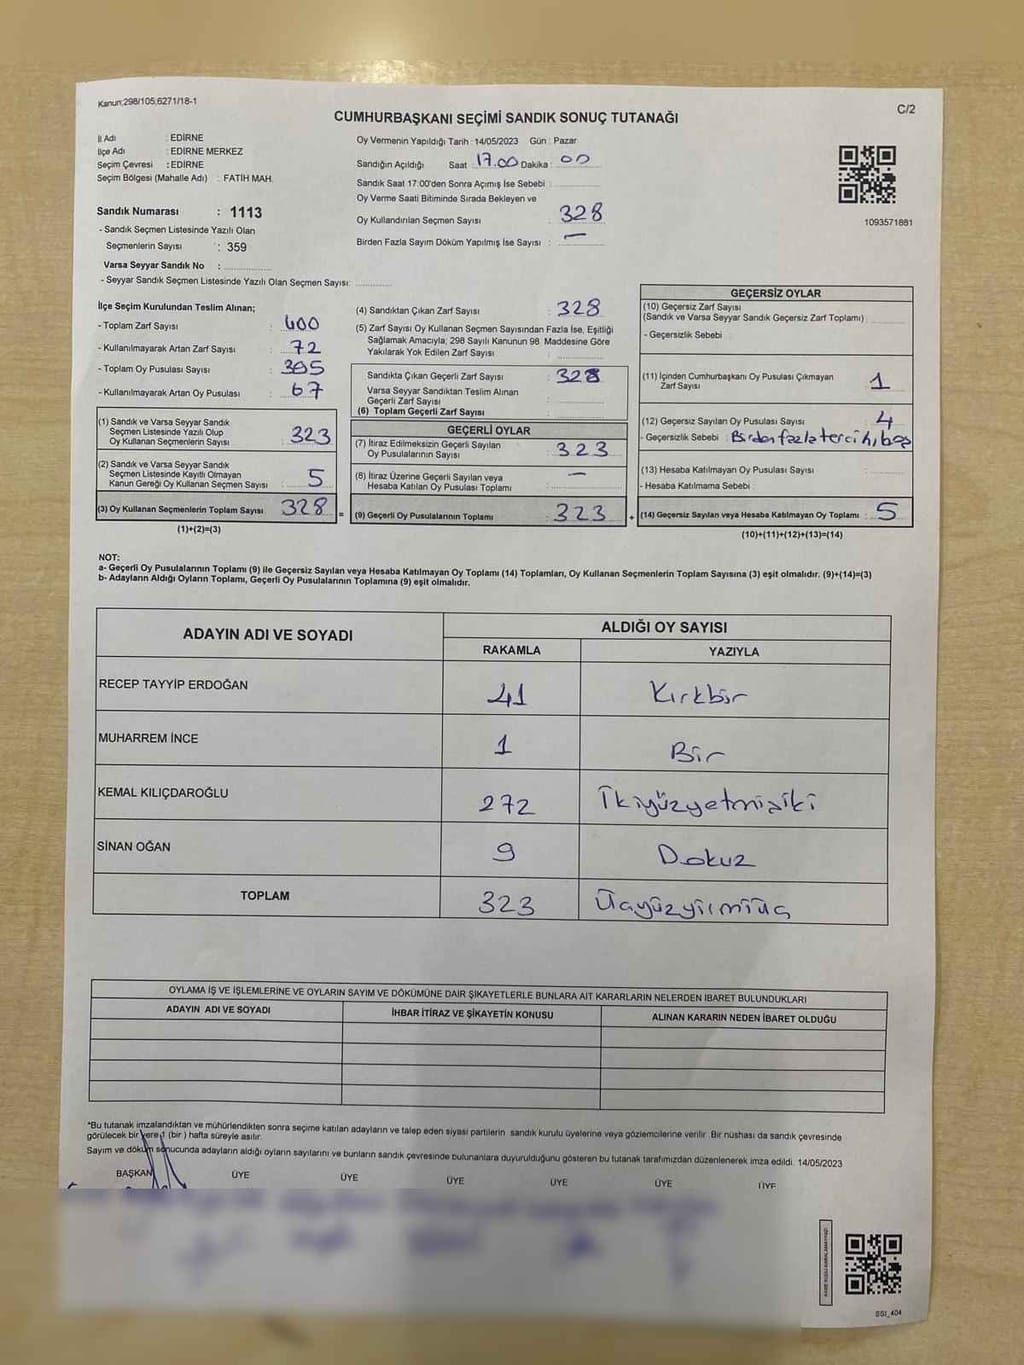 Kanun;298/105;6271/18-1
C/2
CUMHURBAŞKANI SEÇİMİ SANDIK SONUÇ TUTANAĞI
İl Adı : EDİRNE
İlçe Adı : EDİRNE MERKEZ
Seçim Çevresi : EDİRNE
Seçim Bölgesi (Mahalle Adı) : FATİH MAH.
Oy Vermenin Yapıldığı Tarih : 14/05/2023 Gün : Pazar
Sandığın Açıldığı Saat : 17.00 Dakika : 00
Sandık Saat 17:00'den Sonra Açımış İse Sebebi :
Oy Verme Saati Bitiminde Sırada Bekleyen ve
Oy Kullandırılan Seçmen Sayısı : 328
Birden Fazla Sayım Döküm Yapılmış İse Sayısı : —
1093571881
Sandık Numarası : 1113
- Sandık Seçmen Listesinde Yazılı Olan
Seçmenlerin Sayısı : 359
Varsa Seyyar Sandık No :
- Seyyar Sandık Seçmen Listesinde Yazılı Olan Seçmen Sayısı:
İlçe Seçim Kurulundan Teslim Alınan;
- Toplam Zarf Sayısı : 400
- Kullanılmayarak Artan Zarf Sayısı : 72
- Toplam Oy Pusulası Sayısı : 395
- Kullanılmayarak Artan Oy Pusulası : 67
(1) Sandık ve Varsa Seyyar Sandık
Seçmen Listesinde Yazılı Olup
Oy Kullanan Seçmenlerin Sayısı : 323
(2) Sandık ve Varsa Seyyar Sandık
Seçmen Listesinde Kayıtlı Olmayan
Kanun Gereği Oy Kullanan Seçmen Sayısı : 5
(3) Oy Kullanan Seçmenlerin Toplam Sayısı : 328
(1)+(2)=(3)
(4) Sandıktan Çıkan Zarf Sayısı : 328
(5) Zarf Sayısı Oy Kullanan Seçmen Sayısından Fazla İse, Eşitliği
Sağlamak Amacıyla, 298 Sayılı Kanunun 98. Maddesine Göre
Yakılarak Yok Edilen Zarf Sayısı :
Sandıkta Çıkan Geçerli Zarf Sayısı : 328
Varsa Seyyar Sandıktan Teslim Alınan
Geçerli Zarf Sayısı :
(6) Toplam Geçerli Zarf Sayısı :
GEÇERLİ OYLAR
(7) İtiraz Edilmeksizin Geçerli Sayılan
Oy Pusulalarının Sayısı : 323
(8) İtiraz Üzerine Geçerli Sayılan veya
Hesaba Katılan Oy Pusulası Toplamı : —
= (9) Geçerli Oy Pusulalarının Toplamı : 323
GEÇERSİZ OYLAR
(10) Geçersiz Zarf Sayısı
(Sandık ve Varsa Seyyar Sandık Geçersiz Zarf Toplamı) :
- Geçersizlik Sebebi :
(11) İçinden Cumhurbaşkanı Oy Pusulası Çıkmayan
Zarf Sayısı : 1
(12) Geçersiz Sayılan Oy Pusulası Sayısı : 4
- Geçersizlik Sebebi : Birden fazla tercih, boş
(13) Hesaba Katılmayan Oy Pusulası Sayısı :
- Hesaba Katılmama Sebebi :
+ (14) Geçersiz Sayılan veya Hesaba Katılmayan Oy Toplamı : 5
(10)+(11)+(12)+(13)=(14)
NOT:
a- Geçerli Oy Pusulalarının Toplamı (9) ile Geçersiz Sayılan veya Hesaba Katılmayan Oy Toplamı (14) Toplamları, Oy Kullanan Seçmenlerin Toplam Sayısına (3) eşit olmalıdır. (9)+(14)=(3)
b- Adayların Aldığı Oyların Toplamı, Geçerli Oy Pusulalarının Toplamına (9) eşit olmalıdır.
ADAYIN ADI VE SOYADI
ALDIĞI OY SAYISI
RAKAMLA YAZIYLA
RECEP TAYYİP ERDOĞAN 41 Kırkbir
MUHARREM İNCE 1 Bir
KEMAL KILIÇDAROĞLU 272 İkiyüzyetmişiki
SİNAN OĞAN 9 Dokuz
TOPLAM 323 Üçyüzyirmiüç
OYLAMA İŞ VE İŞLEMLERİNE VE OYLARIN SAYIM VE DÖKÜMÜNE DAİR ŞİKAYETLERLE BUNLARA AİT KARARLARIN NELERDEN İBARET BULUNDUKLARI
ADAYIN ADI VE SOYADI İHBAR İTİRAZ VE ŞİKAYETİN KONUSU ALINAN KARARIN NEDEN İBARET OLDUĞU
*Bu tutanak imzalandıktan ve mühürlendikten sonra seçime katılan adayların ve talep eden siyasi partilerin sandık kurulu üyelerine veya gözlemcilerine verilir. Bir nüshası da sandık çevresinde
görülecek bir yere 1 (bir) hafta süreyle asılır.
Sayım ve döküm sonucunda adayların aldığı oyların sayılarını ve bunların sandık çevresinde bulunanlara duyurulduğunu gösteren bu tutanak tarafımızdan düzenlenerek imza edildi. 14/05/2023
BAŞKAN ÜYE ÜYE ÜYE ÜYE ÜYE ÜYE
SSI_404